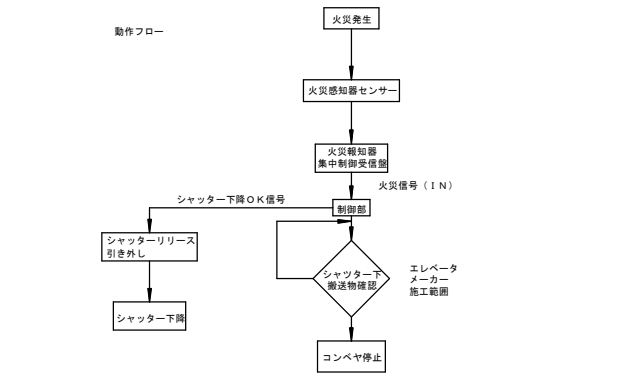 火災発生
動作フロー
火災感知器センサー
火災報知器
集中制御受信盤
火災信号（ＩＮ）
シャッター下降ＯＫ信号
制御部
シャッターリリース
引き外し
シャツター下
搬送物確認
エレベータ
メーカー
施工範囲
シャッター下降
コンベヤ停止